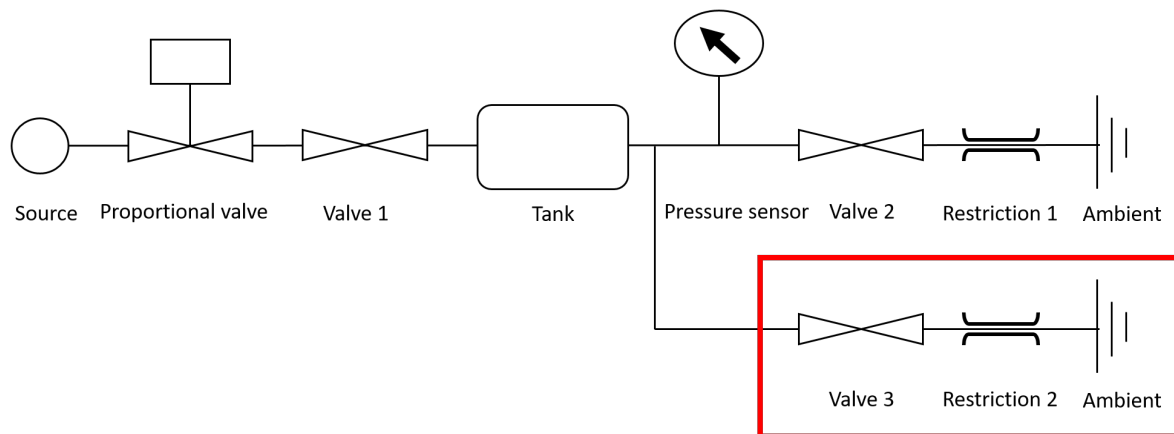 Source
Proportional valve
Valve 1
Tank
Pressure sensor
Valve 2
Restriction 1
Ambient
Valve 3
Restriction 2
Ambient